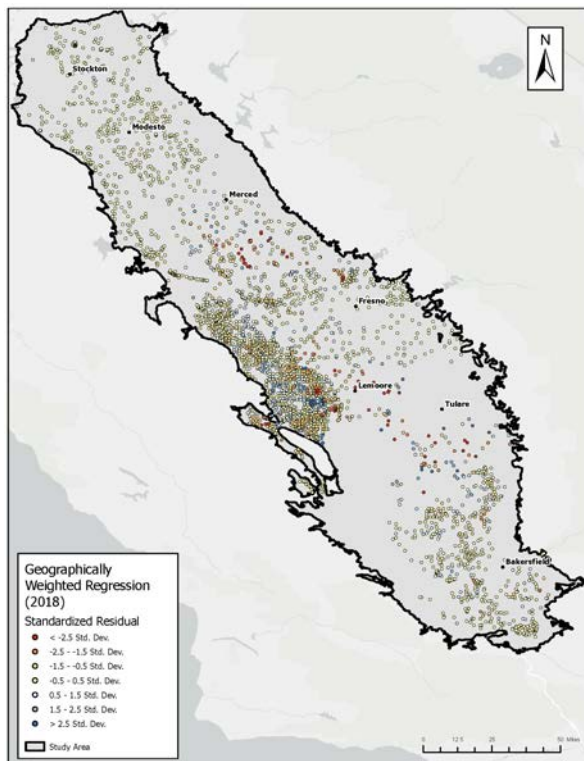 N
Stockton
Modesto
Merced
Fresno
Lemoore
Tulare
Bakersfield
Geographically
Weighted Regression
(2018)
Standardized Residual
< -2.5 Std. Dev.
-2.5 - -1.5 Std. Dev.
-1.5 - -0.5 Std. Dev.
-0.5 - 0.5 Std. Dev.
0.5 - 1.5 Std. Dev.
1.5 - 2.5 Std. Dev.
> 2.5 Std. Dev.
Study Area
0 12.5 25 50 Miles